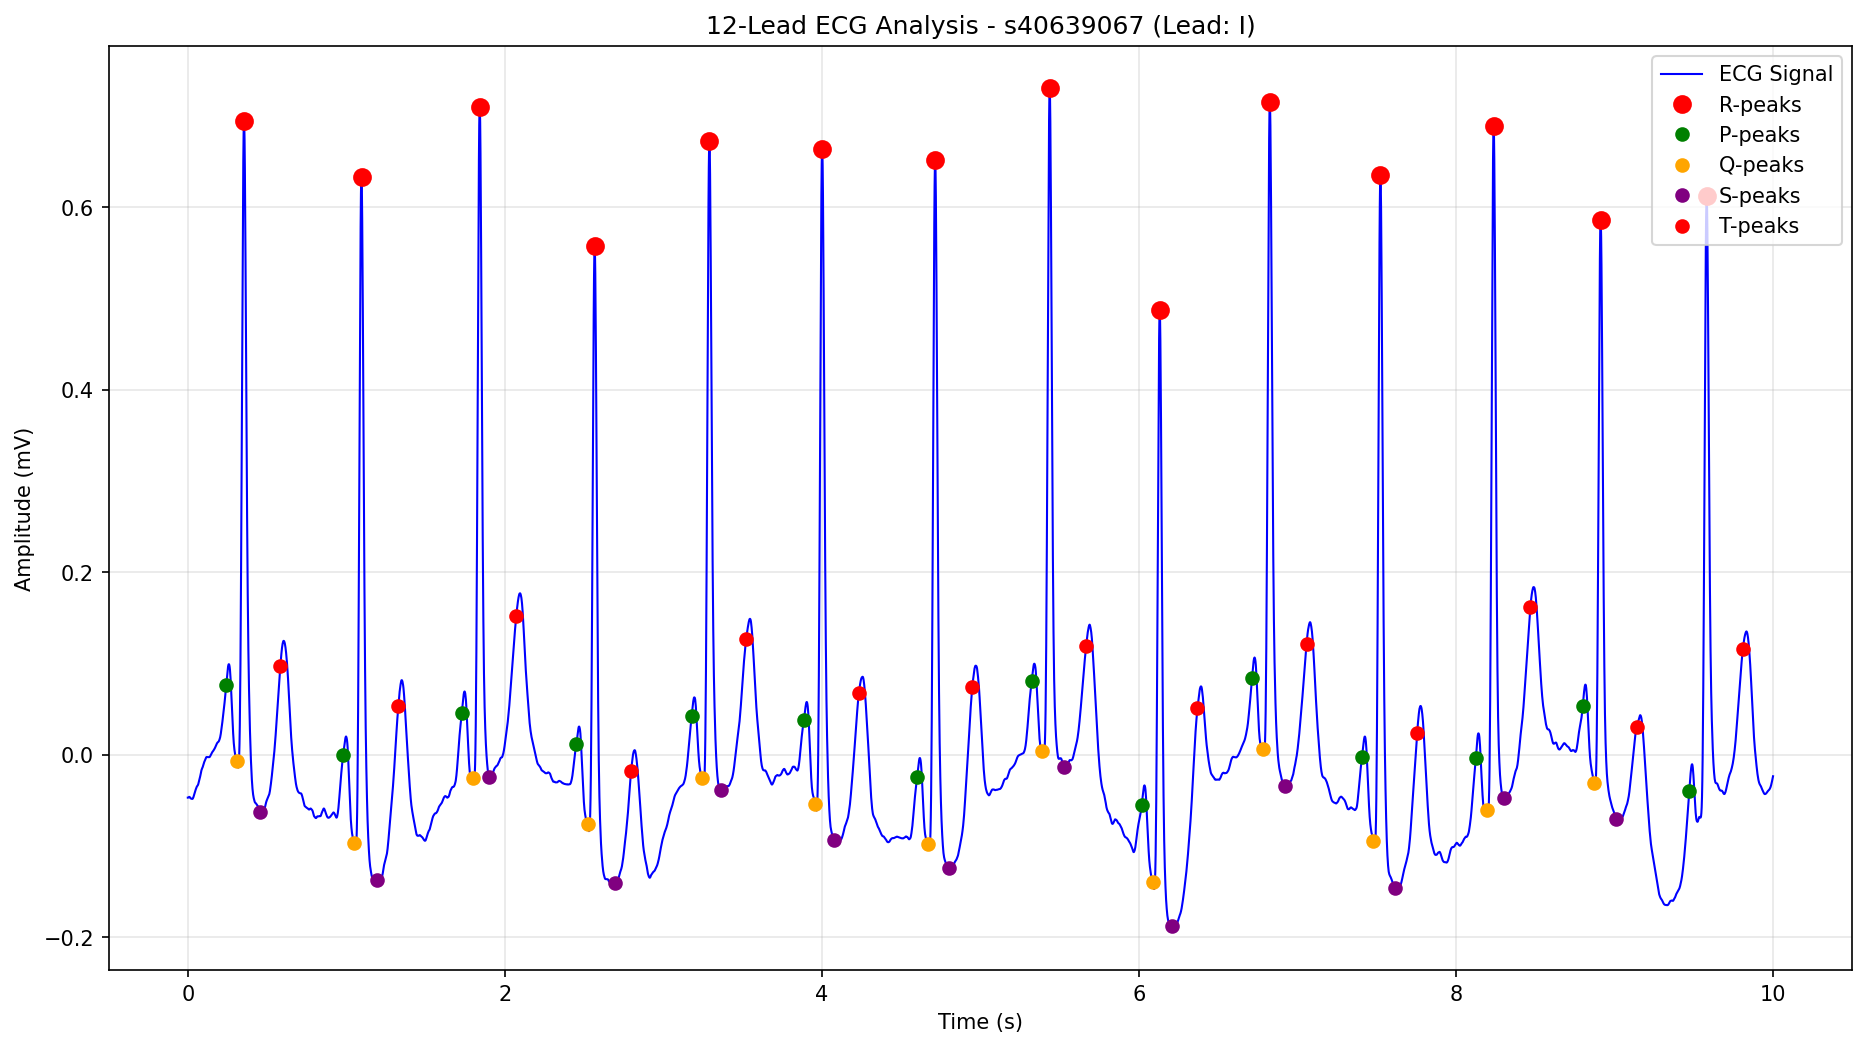 12-Lead ECG Analysis - s40639067 (Lead: I)
ECG Signal
R-peaks
P-peaks
Q-peaks
S-peaks
T-peaks
Amplitude (mV)
0.6
0.4
0.2
0.0
−0.2
0 2 4 6 8 10
Time (s)